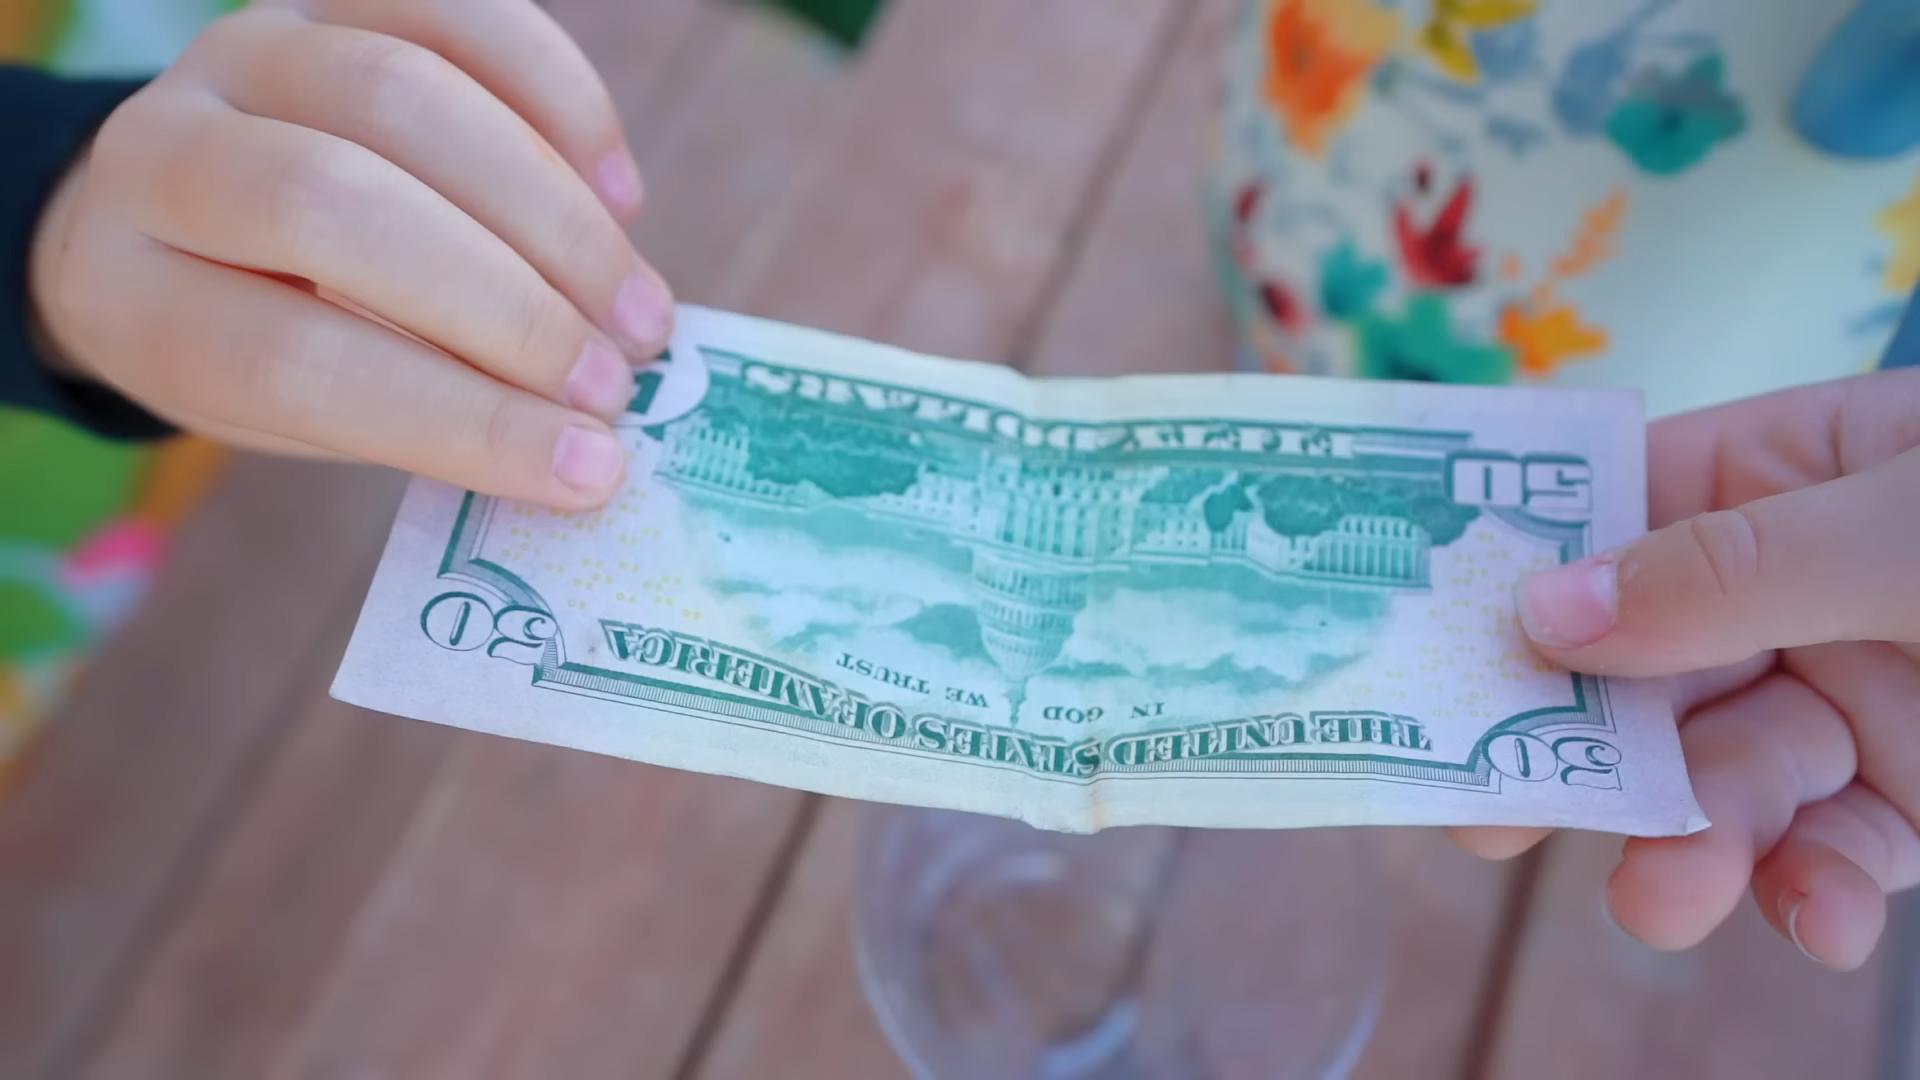 50 THE UNITED STATES OF AMERICA 50
IN GOD WE TRUST
50 FIFTY DOLLARS